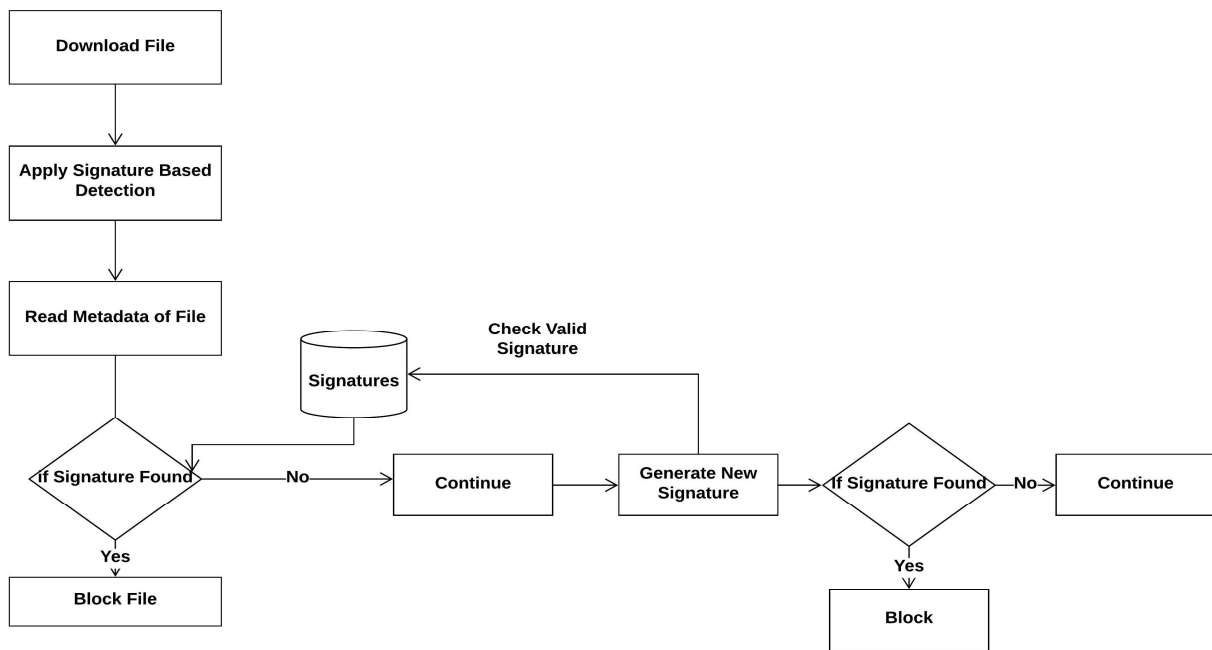 Download File
Apply Signature Based
Detection
Read Metadata of File
Check Valid
Signature
Signatures
if Signature Found
No
Continue
Generate New
Signature
If Signature Found
No
Continue
Yes
Block File
Yes
Block